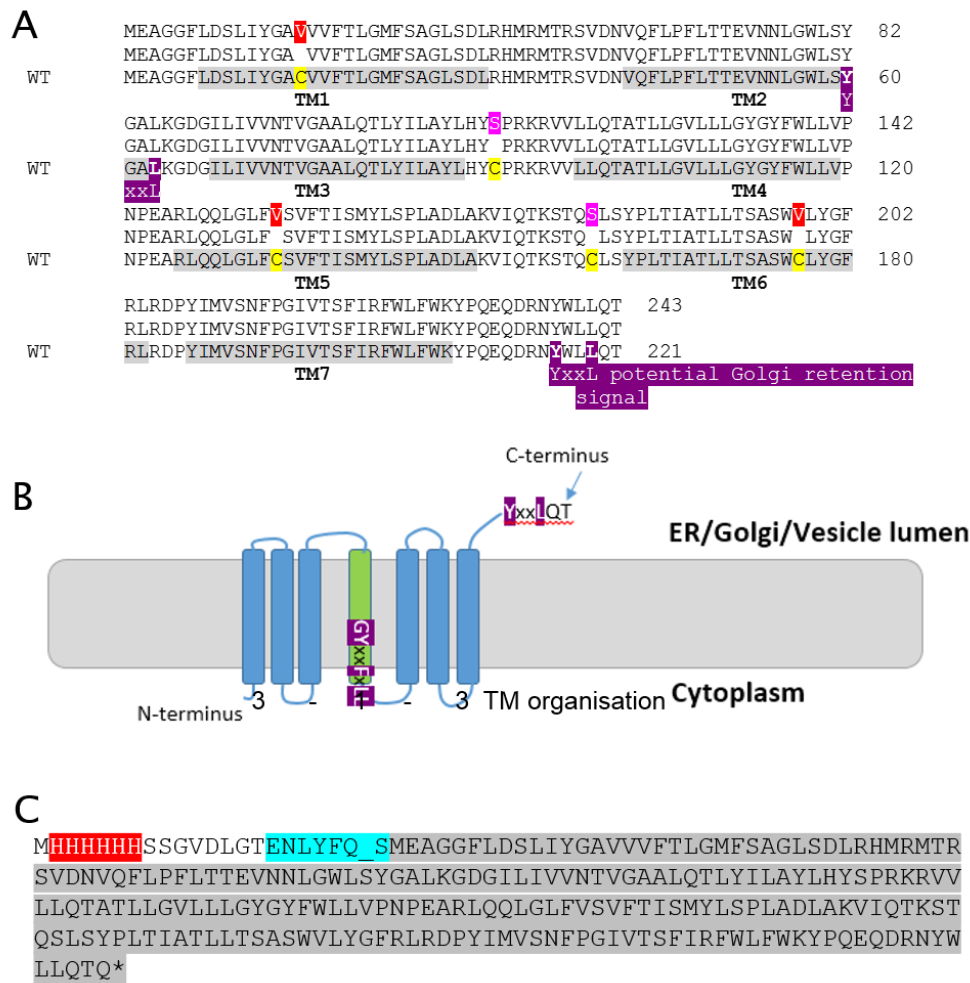 A
MEAGGFLDSLIYGAVVVFTLGMFSAGLSDLRHMRMTRSVDNVQFLPFLTTEVNNLGWLSY 82
MEAGGFLDSLIYGA VVFTLGMFSAGLSDLRHMRMTRSVDNVQFLPFLTTEVNNLGWLSY
WT MEAGGFLDSLIYGACVVFTLGMFSAGLSDLRHMRMTRSVDNVQFLPFLTTEVNNLGWLSY 60
TM1 TM2 Y
GALKGDGILIVVNTVGAALQTLYILAYLHYSPRKRVVLLQTATLLGVLLLGYGYFWLLVP 142
GALKGDGILIVVNTVGAALQTLYILAYLHY PRKRVVLLQTATLLGVLLLGYGYFWLLVP
WT GALKGDGILIVVNTVGAALQTLYILAYLHYCPRKRVVLLQTATLLGVLLLGYGYFWLLVP 120
xxL TM3 TM4
NPEARLQQLGLFVSVFTISMYLSPLADLAKVIQTKSTQSLSYPLTIATLLTSASWVLYGF 202
NPEARLQQLGLF SVFTISMYLSPLADLAKVIQTKSTQ LSYPLTIATLLTSASW LYGF
WT NPEARLQQLGLFCSVFTISMYLSPLADLAKVIQTKSTQCLSYPLTIATLLTSASWCLYGF 180
TM5 TM6
RLRDPYIMVSNFPGIVTSFIRFWLFWKYPQEQDRNYWLLQT 243
RLRDPYIMVSNFPGIVTSFIRFWLFWKYPQEQDRNYWLLQT
WT RLRDPYIMVSNFPGIVTSFIRFWLFWKYPQEQDRNYWLLQT 221
TM7 YxxL potential Golgi retention
signal
B
C-terminus
YxxLQT
ER/Golgi/Vesicle lumen
GYxxFxLL
N-terminus 3 - 1 - 3 TM organisation Cytoplasm
C
MHHHHHHSSGVDLGTENLYFQ_SMEAGGFLDSLIYGAVVVFTLGMFSAGLSDLRHMRMTR
SVDNVQFLPFLTTEVNNLGWLSYGALKGDGILIVVNTVGAALQTLYILAYLHYSPRKRVV
LLQTATLLGVLLLGYGYFWLLVPNPEARLQQLGLFVSVFTISMYLSPLADLAKVIQTKST
QSLSYPLTIATLLTSASWVLYGFRLRDPYIMVSNFPGIVTSFIRFWLFWKYPQEQDRNYW
LLQTQ*